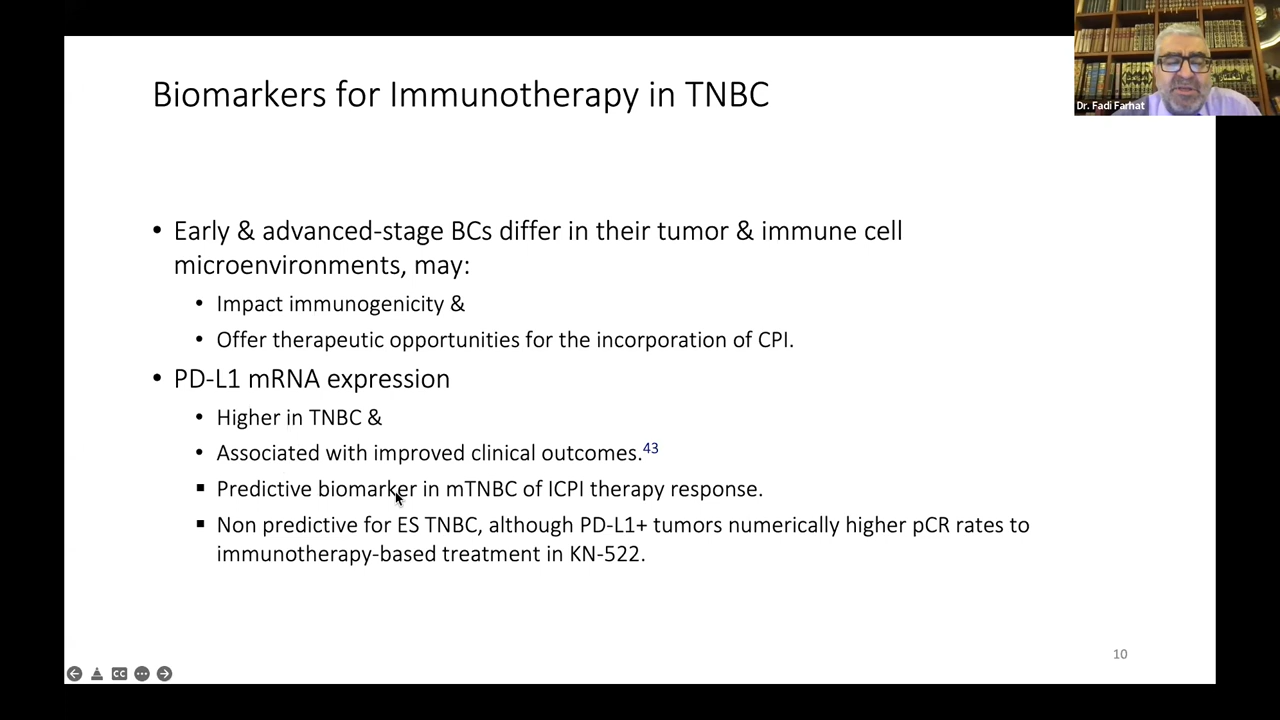 Biomarkers for Immunotherapy in TNBC
Dr. Fadi Farhat
• Early & advanced-stage BCs differ in their tumor & immune cell
microenvironments, may:
• Impact immunogenicity &
• Offer therapeutic opportunities for the incorporation of CPI.
• PD-L1 mRNA expression
• Higher in TNBC &
• Associated with improved clinical outcomes.43
▪ Predictive biomarker in mTNBC of ICPI therapy response.
▪ Non predictive for ES TNBC, although PD-L1+ tumors numerically higher pCR rates to
immunotherapy-based treatment in KN-522.
10
CC